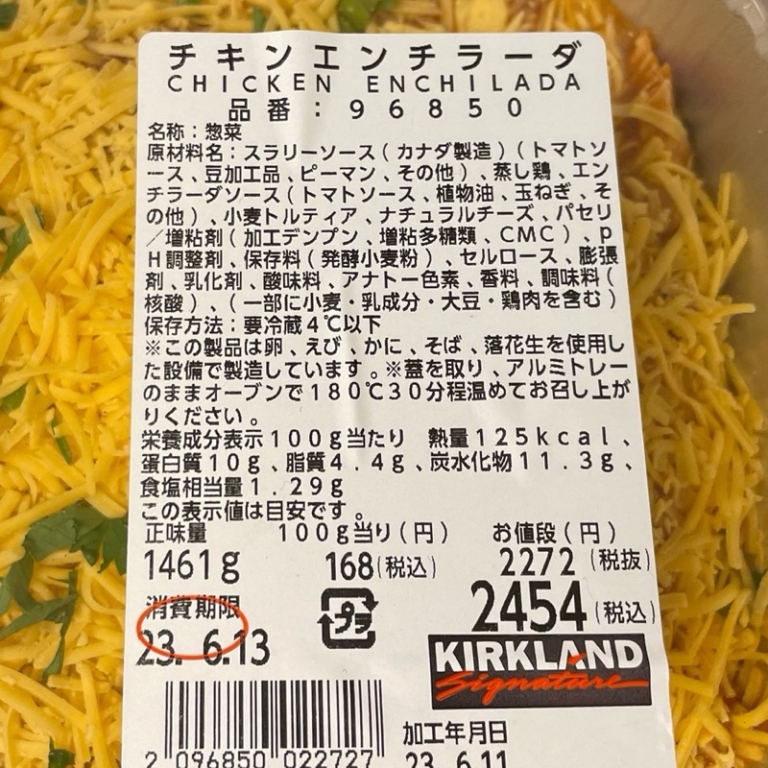 チキンエンチラーダ
CHICKEN ENCHILADA
品番:96850
名称:惣菜
原材料名:スラリーソース(カナダ製造)(トマトソ
ース、豆加工品、ピーマン、その他)、蒸し鶏、エン
チラーダソース(トマトソース、植物油、玉ねぎ、そ
の他)、小麦トルティア、ナチュラルチーズ、パセリ
/増粘剤(加工デンプン、増粘多糖類、CMC)、p
H調整剤、保存料(発酵小麦粉)、セルロース、膨張
剤、乳化剤、酸味料、アナトー色素、香料、調味料(
核酸)、(一部に小麦・乳成分・大豆・鶏肉を含む)
保存方法:要冷蔵4℃以下
※この製品は卵、えび、かに、そば、落花生を使用し
た設備で製造しています。※蓋を取り、アルミトレー
のままオーブンで180℃30分程温めてお召し上が
りください。
栄養成分表示100g当たり 熱量125kcal、
蛋白質10g、脂質4.4g、炭水化物11.3g、
食塩相当量1.29g
この表示値は目安です。
正味量 100g当り(円) お値段(円)
1461g 168(税込) 2272(税抜)
消費期限 2454(税込)
23. 6.13 プラ
KIRKLAND
Signature
加工年月日
2 096850 022727 23. 6.11